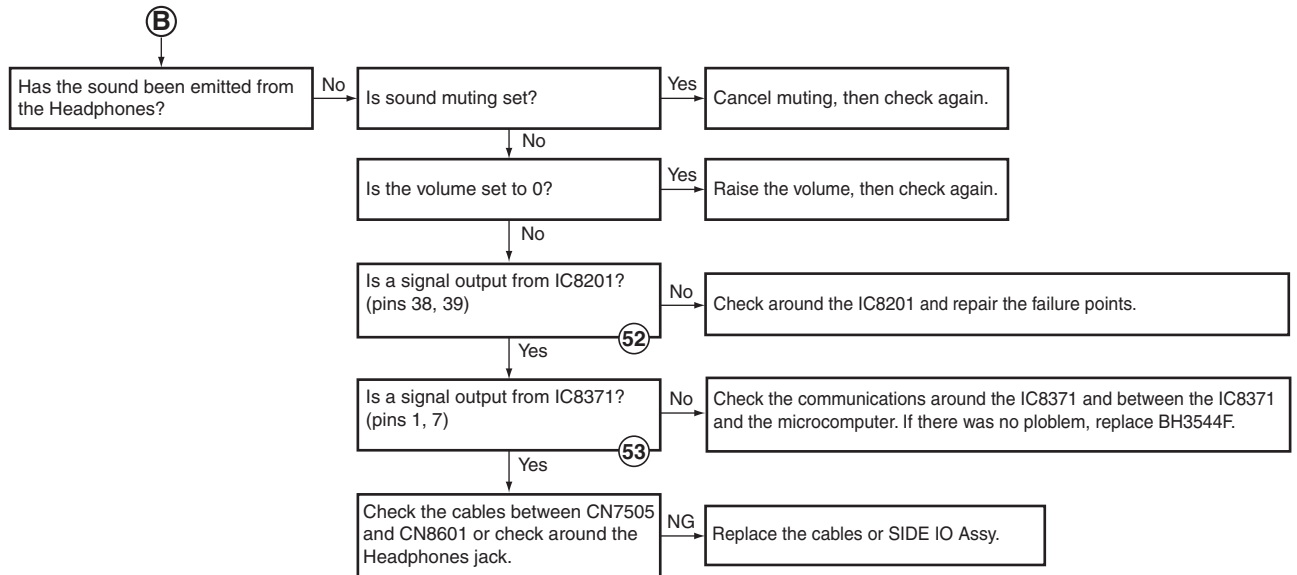 B
Has the sound been emitted from
the Headphones?
No
Is sound muting set?
Yes
Cancel muting, then check again.
No
Is the volume set to 0?
Yes
Raise the volume, then check again.
No
Is a signal output from IC8201?
(pins 38, 39)
52
No
Check around the IC8201 and repair the failure points.
Yes
Is a signal output from IC8371?
(pins 1, 7)
53
No
Check the communications around the IC8371 and between the IC8371
and the microcomputer. If there was no ploblem, replace BH3544F.
Yes
Check the cables between CN7505
and CN8601 or check around the
Headphones jack.
NG
Replace the cables or SIDE IO Assy.